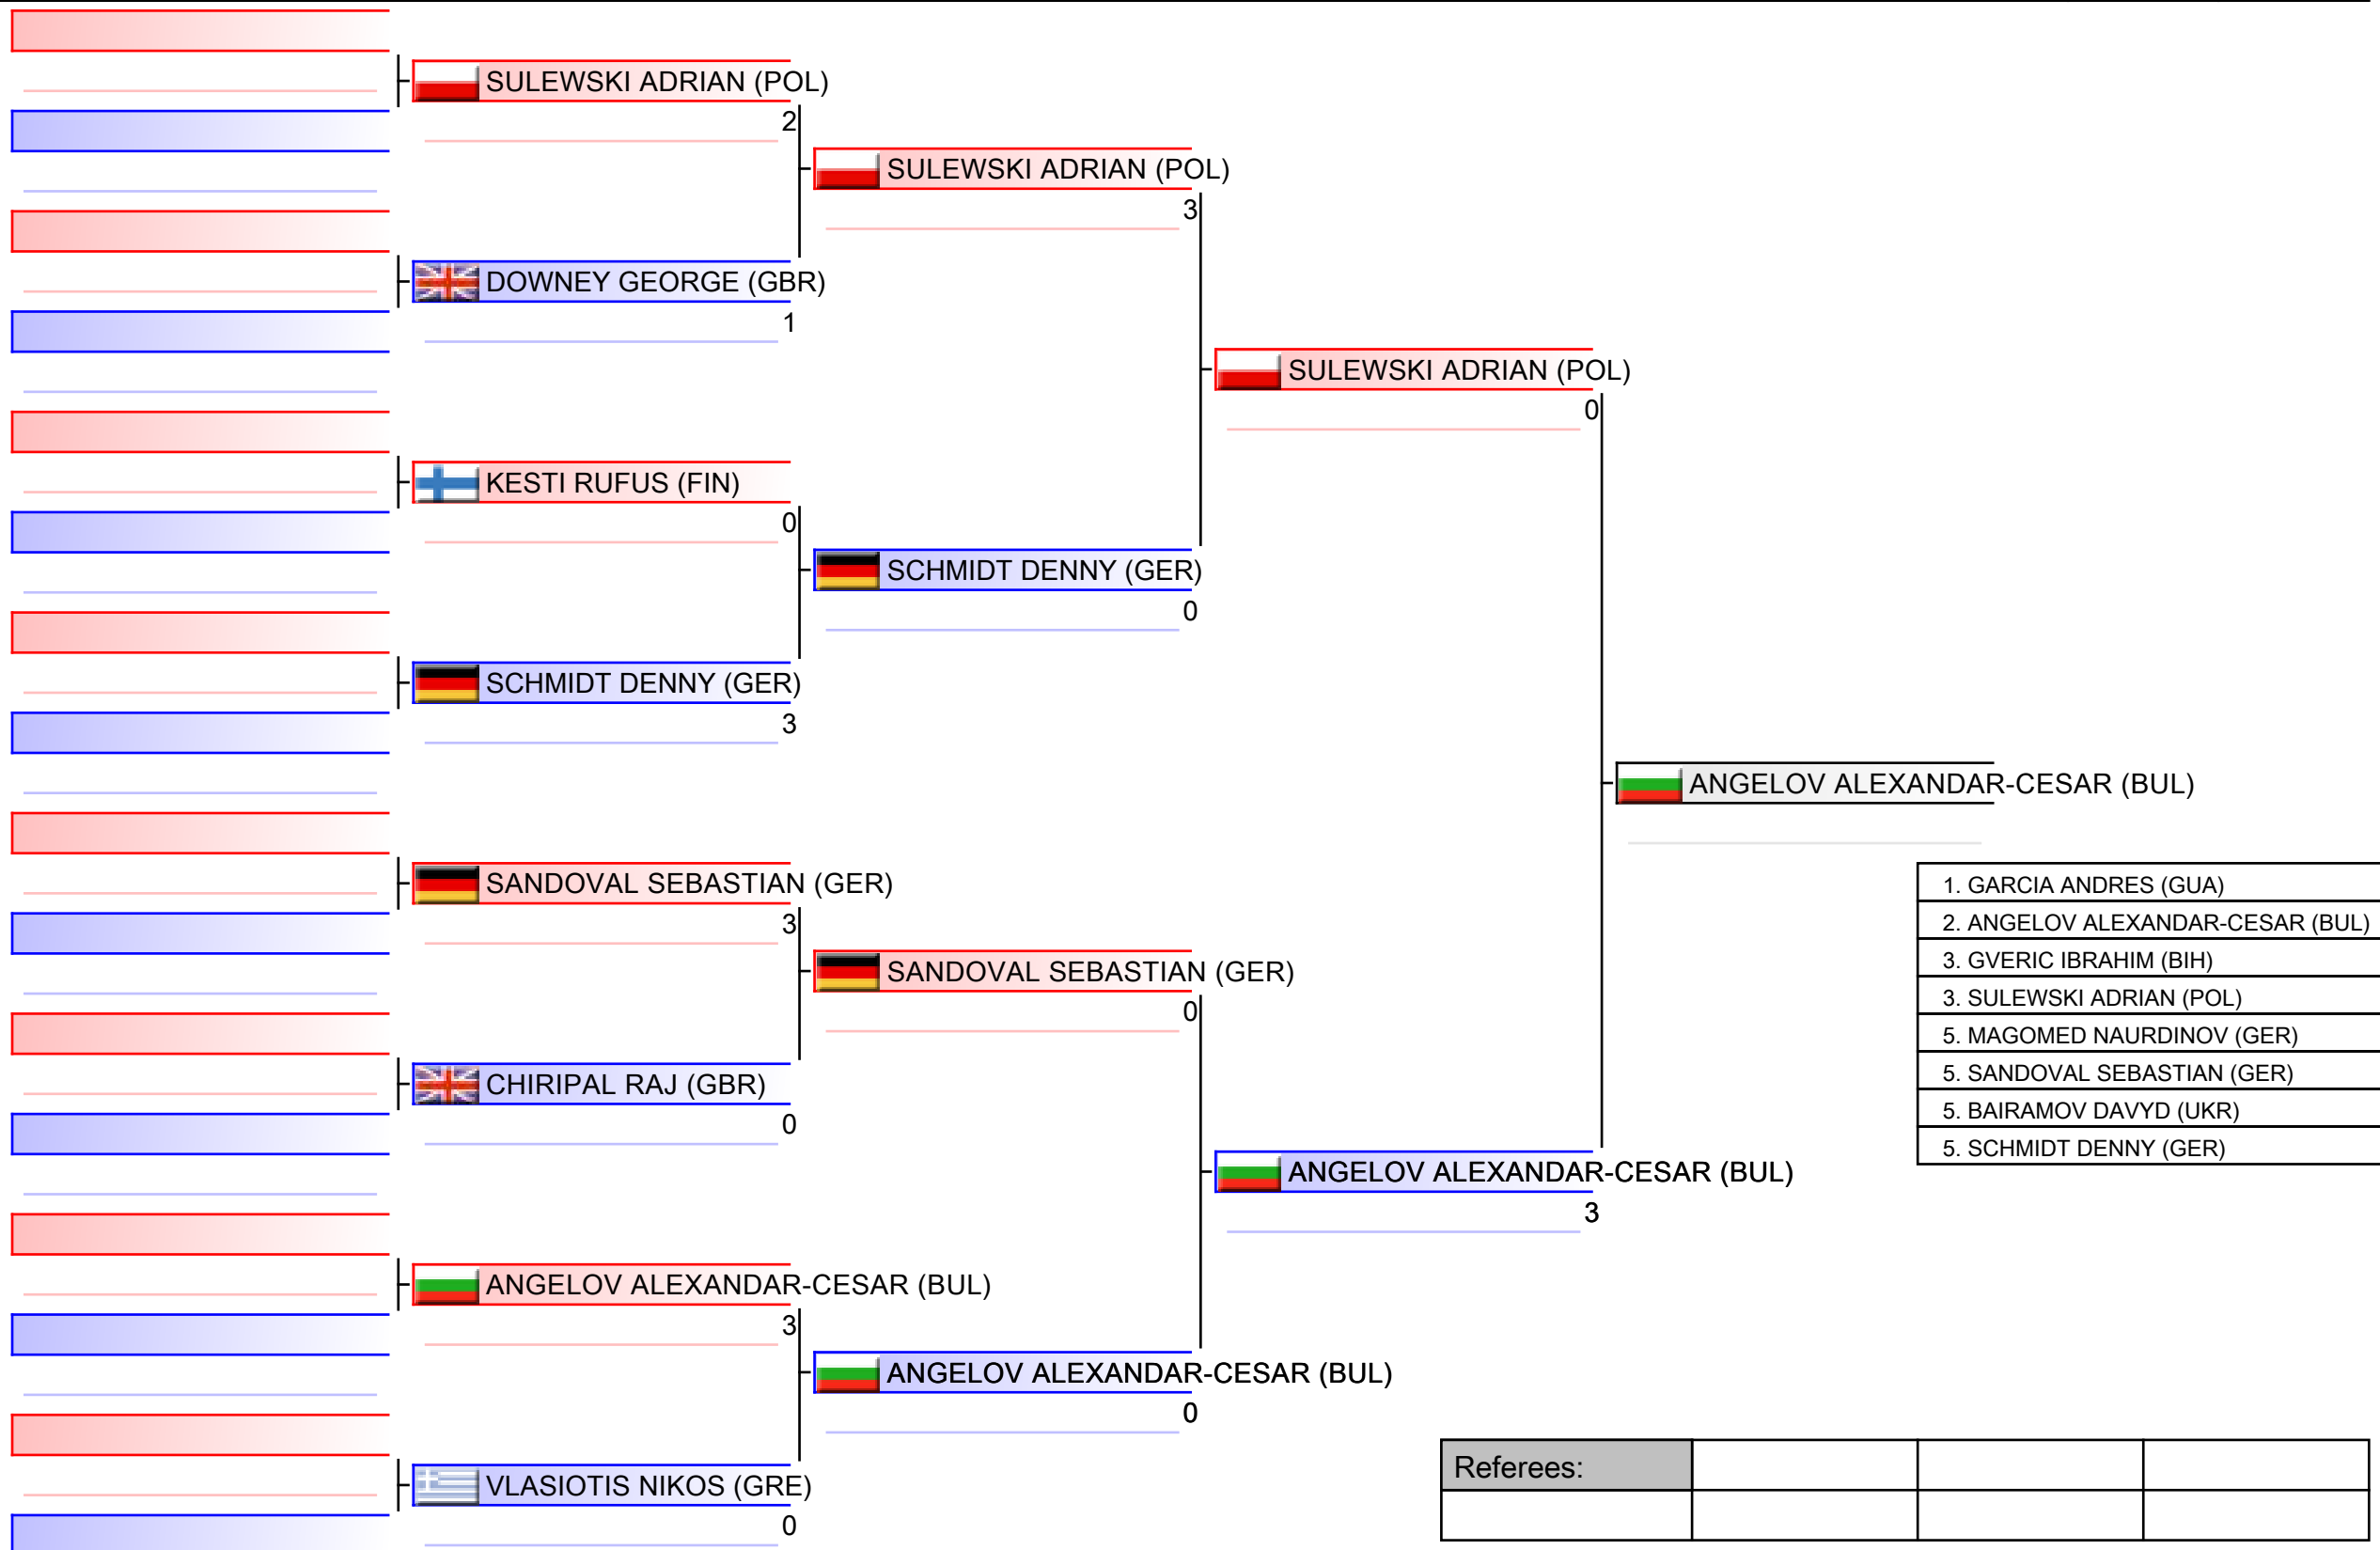 SULEWSKI ADRIAN (POL)
2
SULEWSKI ADRIAN (POL)
3
DOWNEY GEORGE (GBR)
1
SULEWSKI ADRIAN (POL)
0
KESTI RUFUS (FIN)
0
SCHMIDT DENNY (GER)
0
SCHMIDT DENNY (GER)
3
ANGELOV ALEXANDAR-CESAR (BUL)
SANDOVAL SEBASTIAN (GER)
3
SANDOVAL SEBASTIAN (GER)
0
CHIRIPAL RAJ (GBR)
0
ANGELOV ALEXANDAR-CESAR (BUL)
3
ANGELOV ALEXANDAR-CESAR (BUL)
3
ANGELOV ALEXANDAR-CESAR (BUL)
0
VLASIOTIS NIKOS (GRE)
0
1. GARCIA ANDRES (GUA)
2. ANGELOV ALEXANDAR-CESAR (BUL)
3. GVERIC IBRAHIM (BIH)
3. SULEWSKI ADRIAN (POL)
5. MAGOMED NAURDINOV (GER)
5. SANDOVAL SEBASTIAN (GER)
5. BAIRAMOV DAVYD (UKR)
5. SCHMIDT DENNY (GER)
Referees: